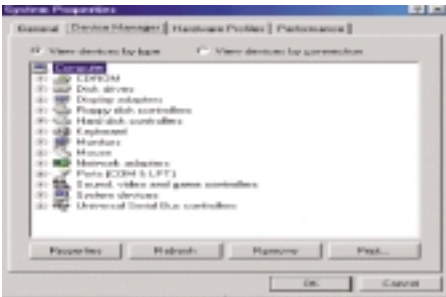 System Properties
General Device Manager Hardware Profiles Performance
View devices by type View devices by connection
Computer
CDROM
Disk drives
Display adapters
Floppy disk controllers
Hard disk controllers
Keyboard
Monitors
Mouse
Network adapters
Ports (COM & LPT)
Sound, video and game controllers
System devices
Universal Serial Bus controllers
Properties Refresh Remove Print...
OK Cancel